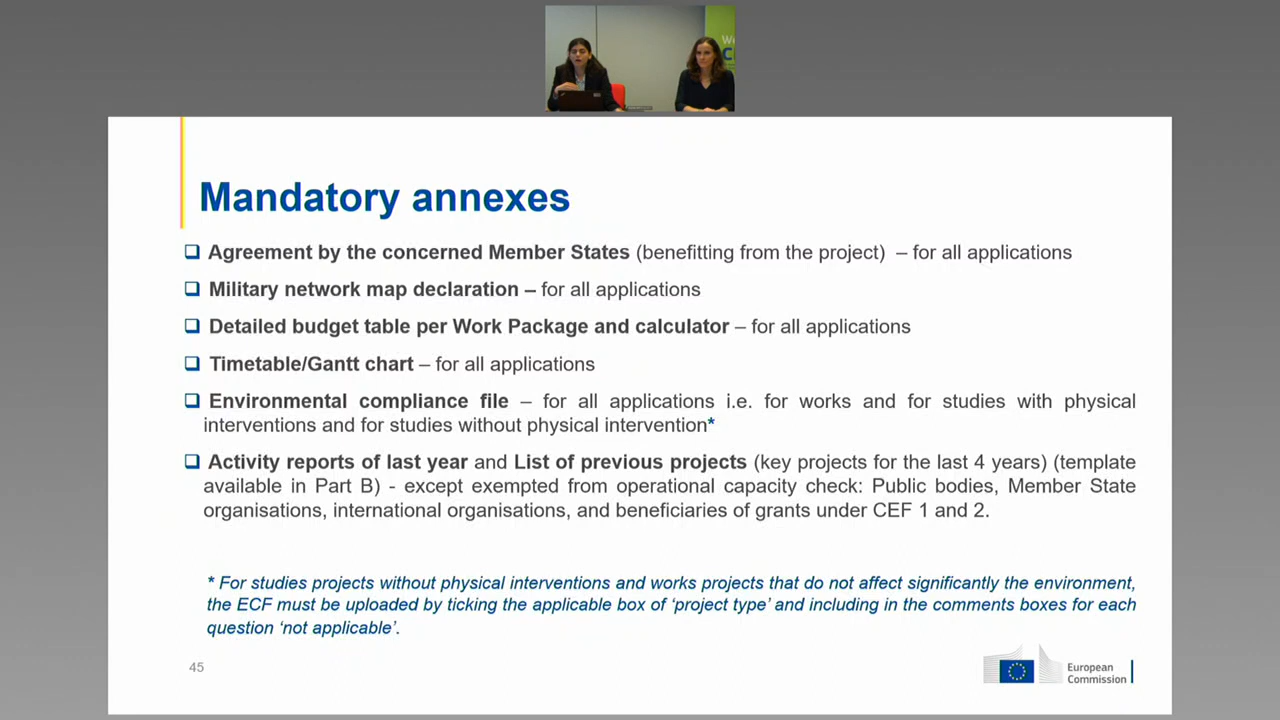 Mandatory annexes
❑ Agreement by the concerned Member States (benefitting from the project) – for all applications
❑ Military network map declaration – for all applications
❑ Detailed budget table per Work Package and calculator – for all applications
❑ Timetable/Gantt chart – for all applications
❑ Environmental compliance file – for all applications i.e. for works and for studies with physical
interventions and for studies without physical intervention*
❑ Activity reports of last year and List of previous projects (key projects for the last 4 years) (template
available in Part B) - except exempted from operational capacity check: Public bodies, Member State
organisations, international organisations, and beneficiaries of grants under CEF 1 and 2.
* For studies projects without physical interventions and works projects that do not affect significantly the environment,
the ECF must be uploaded by ticking the applicable box of ‘project type’ and including in the comments boxes for each
question ‘not applicable’.
45
European
Commission